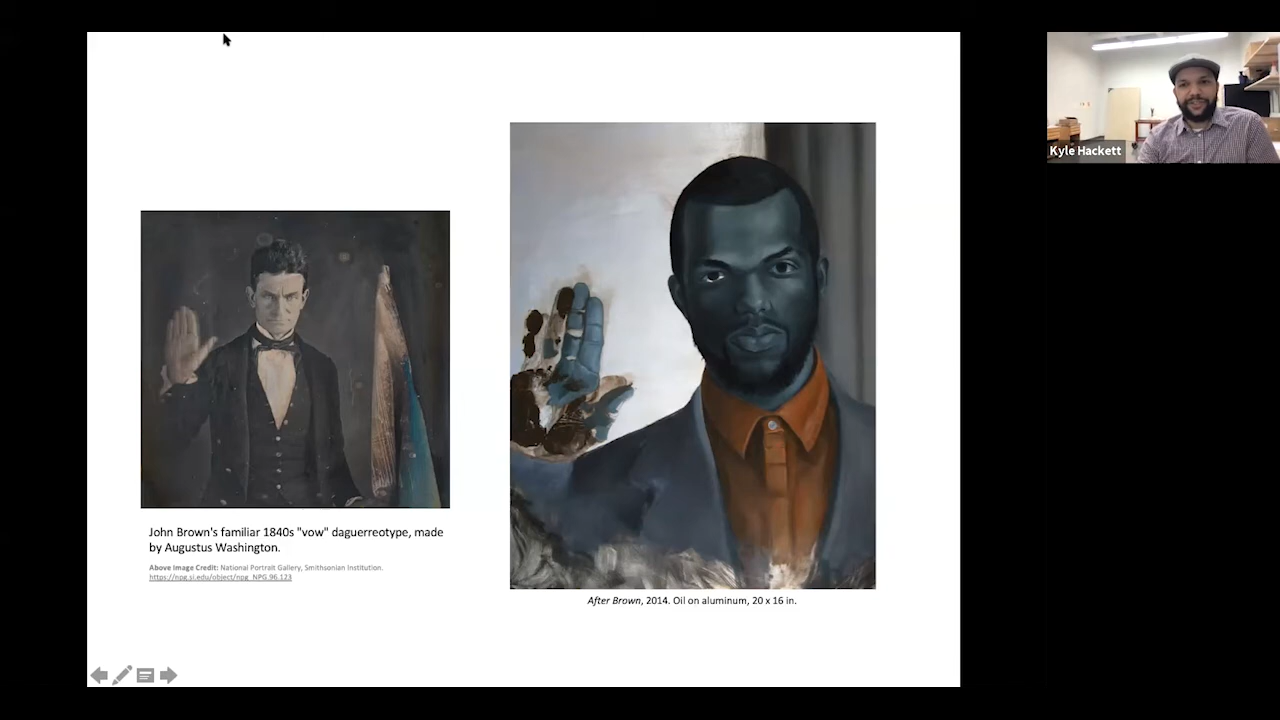 Kyle Hackett
John Brown's familiar 1840s "vow" daguerreotype, made
by Augustus Washington.
Above Image Credit: National Portrait Gallery, Smithsonian Institution.
https://npg.si.edu/object/npg_NPG.96.123
After Brown, 2014. Oil on aluminum, 20 x 16 in.